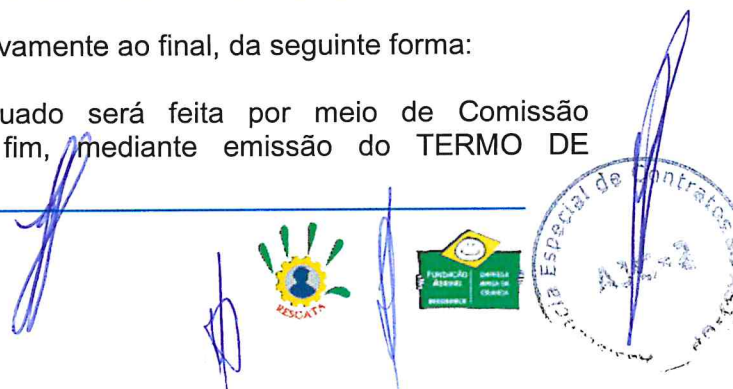 vamente ao final, da seguinte forma:
uado será feita por meio de Comissão
fim, mediante emissão do TERMO DE
RESGATA
FUNDAÇÃO
ABRINQ
EMPRESA
AMIGA DA
CRIANÇA
Especial de Contratos